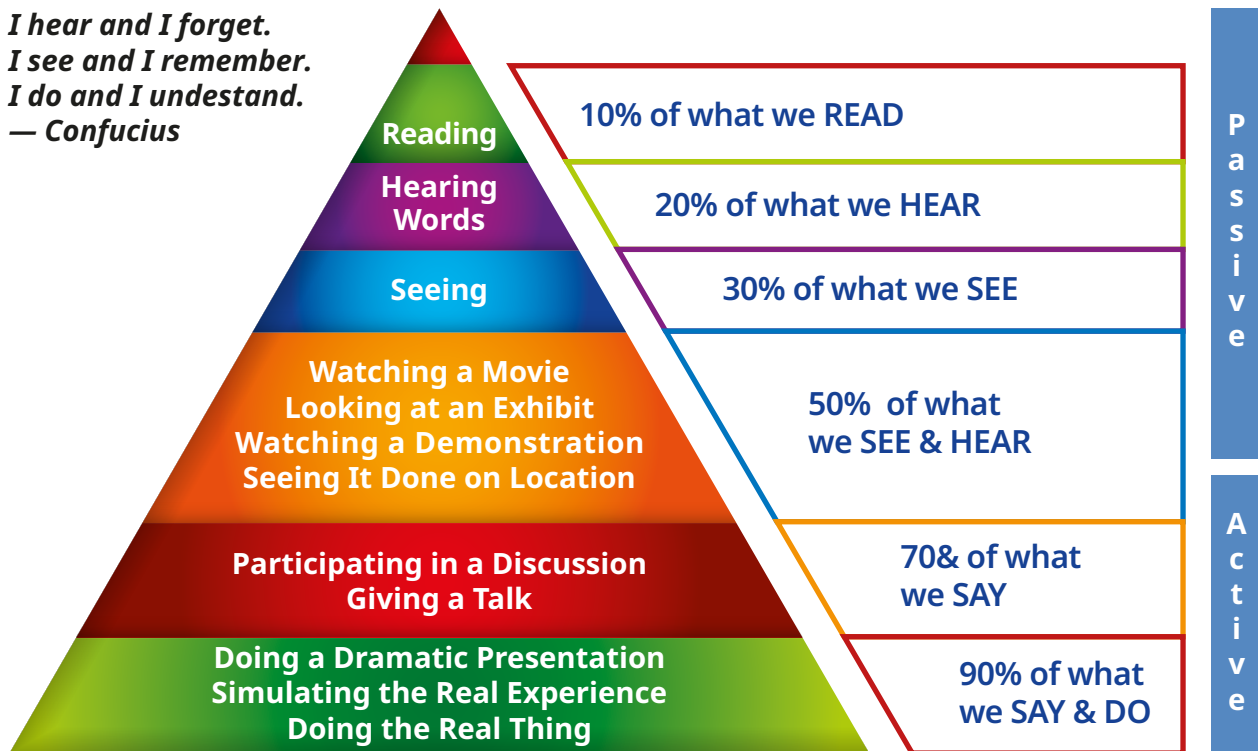 I hear and I forget.
I see and I remember.
I do and I undestand.
— Confucius
Reading
10% of what we READ
Hearing
Words
20% of what we HEAR
Seeing
30% of what we SEE
Watching a Movie
Looking at an Exhibit
Watching a Demonstration
Seeing It Done on Location
50%  of what
we SEE & HEAR
Participating in a Discussion
Giving a Talk
70& of what
we SAY
Doing a Dramatic Presentation
Simulating the Real Experience
Doing the Real Thing
90% of what
we SAY & DO
Passive
Active